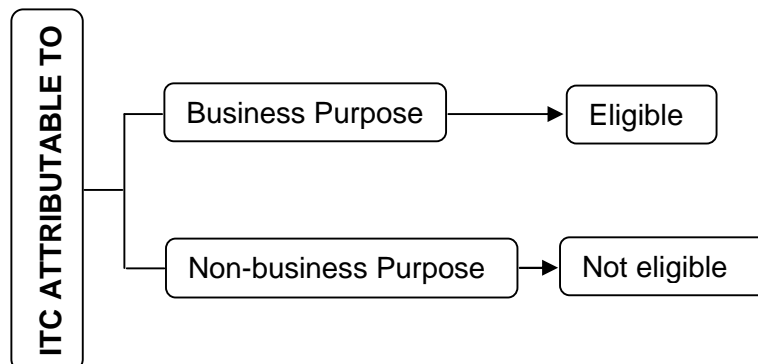 ITC ATTRIBUTABLE TO
Business Purpose
Eligible
Non-business Purpose
Not eligible